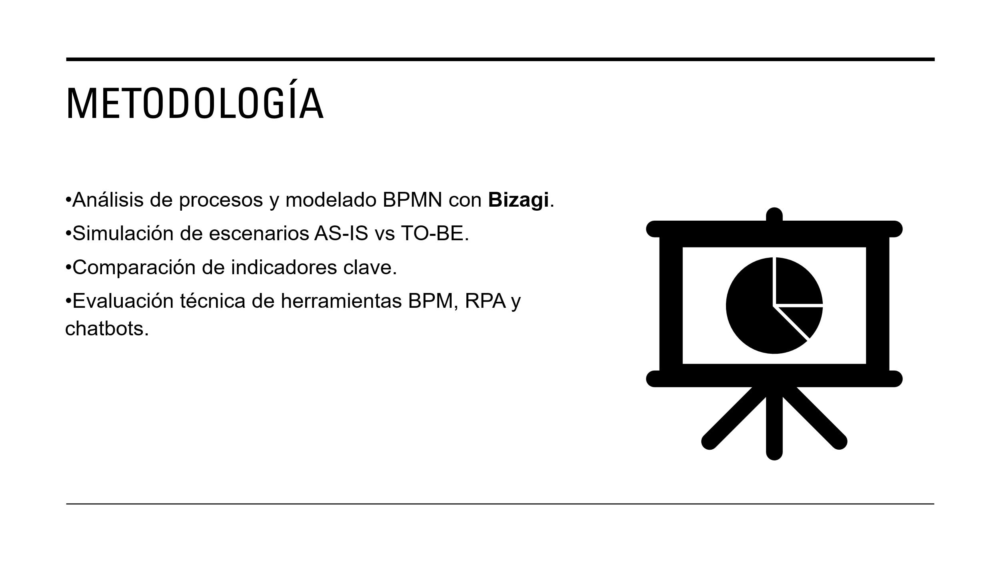 METODOLOGÍA
•Análisis de procesos y modelado BPMN con Bizagi.
•Simulación de escenarios AS-IS vs TO-BE.
•Comparación de indicadores clave.
•Evaluación técnica de herramientas BPM, RPA y
chatbots.